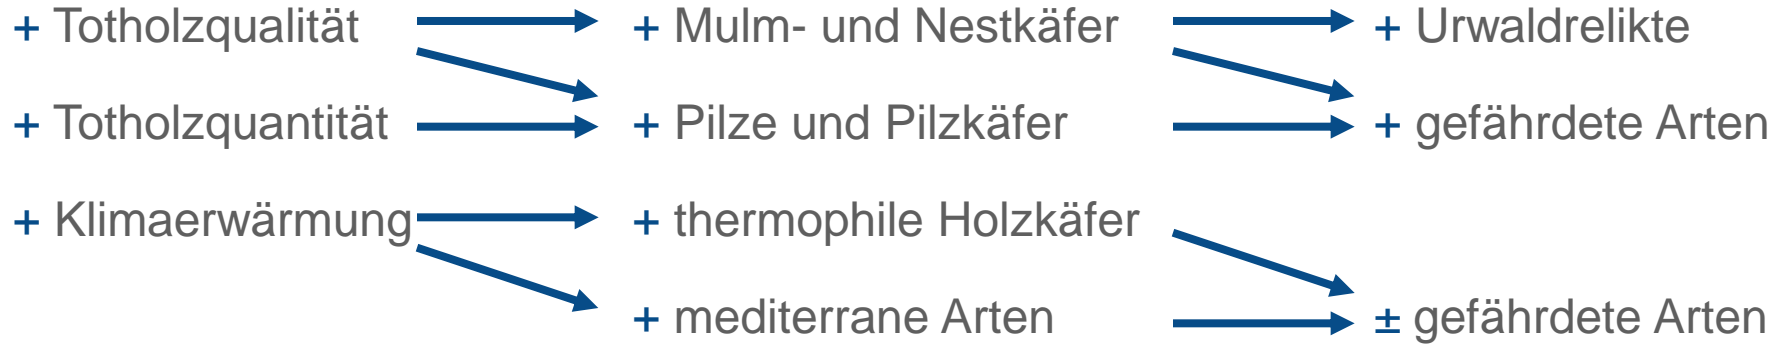 + Totholzqualität + Mulm- und Nestkäfer + Urwaldrelikte
+ Totholzquantität + Pilze und Pilzkäfer + gefährdete Arten
+ Klimaerwärmung + thermophile Holzkäfer
+ mediterrane Arten ± gefährdete Arten